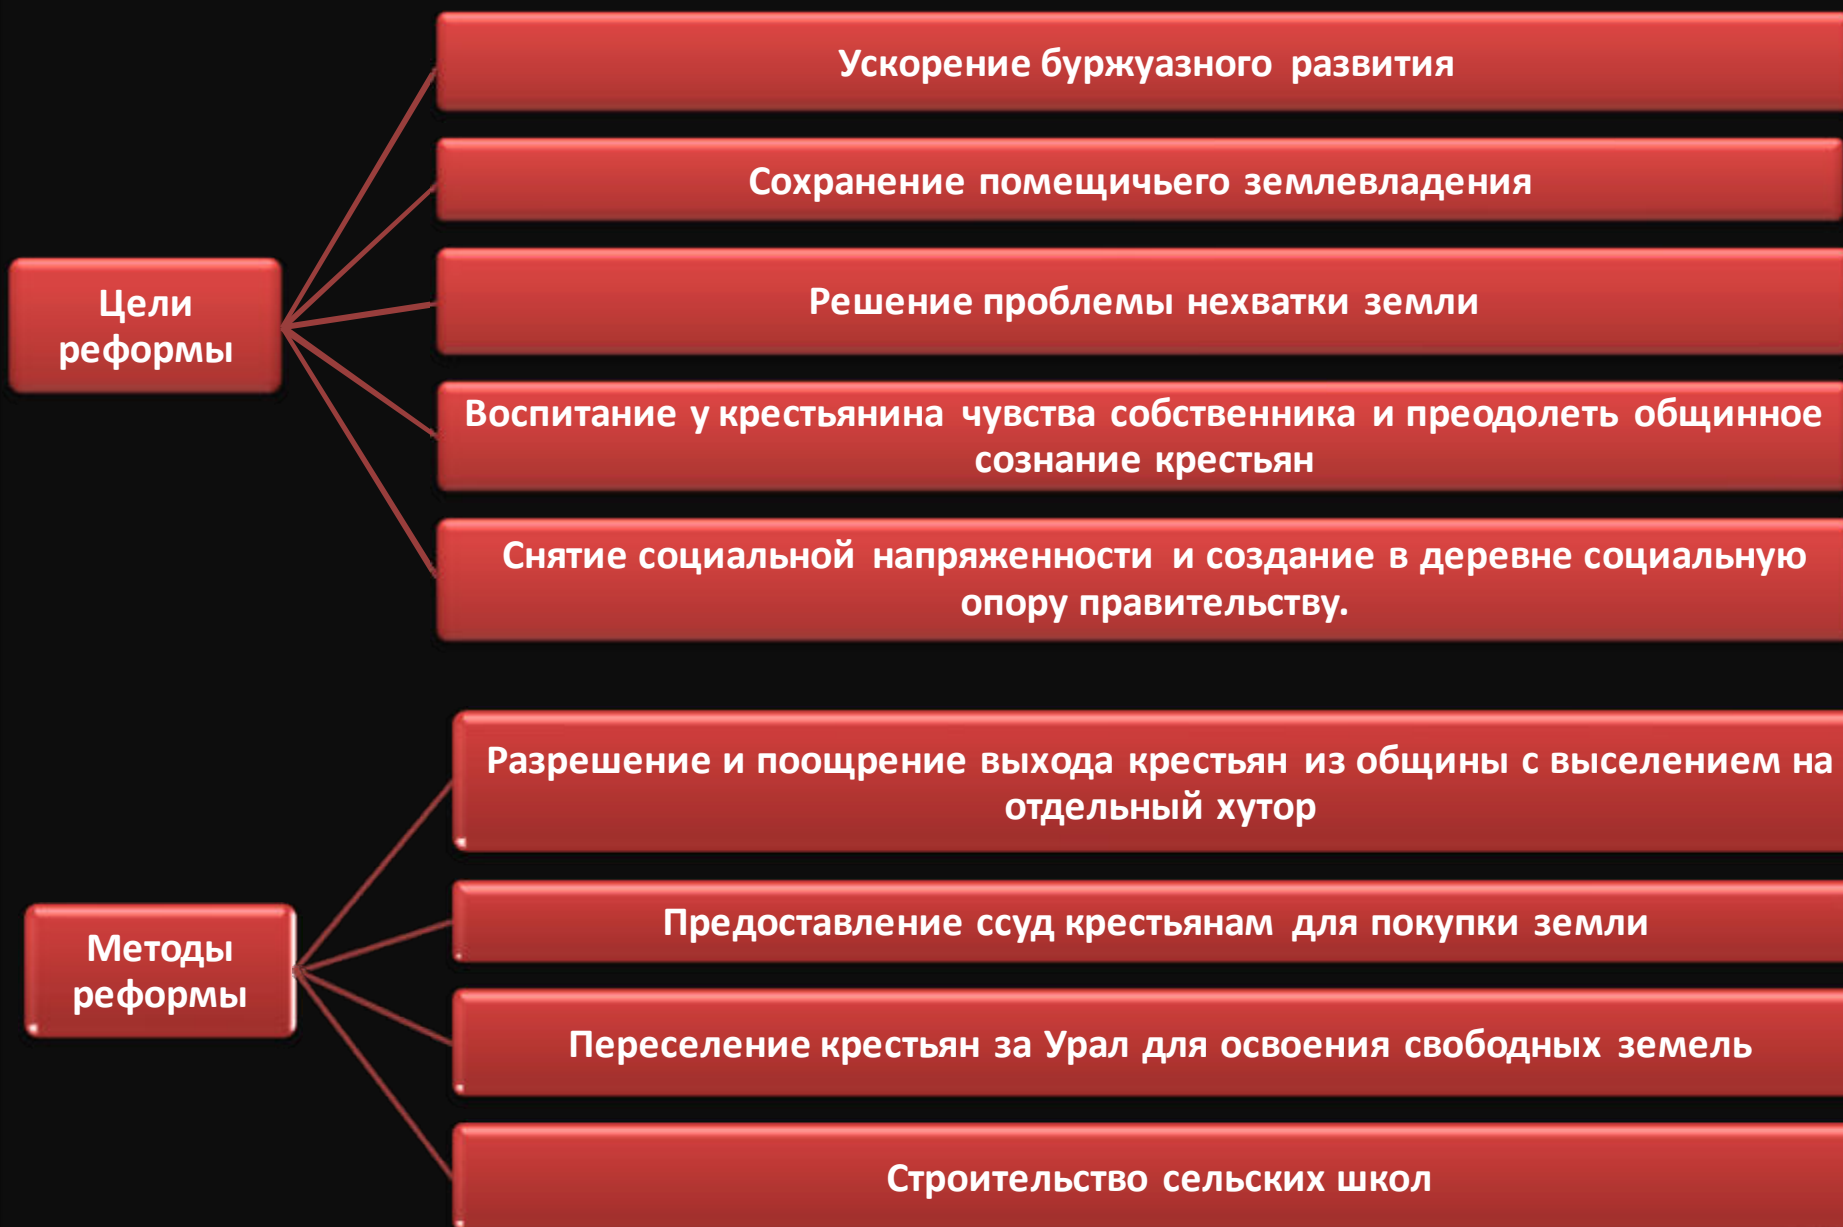 Ускорение буржуазного развития
Сохранение помещичьего землевладения
Цели
реформы
Решение проблемы нехватки земли
Воспитание у крестьянина чувства собственника и преодолеть общинное
сознание крестьян
Снятие социальной напряженности и создание в деревне социальную
опору правительству.
Разрешение и поощрение выхода крестьян из общины с выселением на
отдельный хутор
Методы
реформы
Предоставление ссуд крестьянам для покупки земли
Переселение крестьян за Урал для освоения свободных земель
Строительство сельских школ